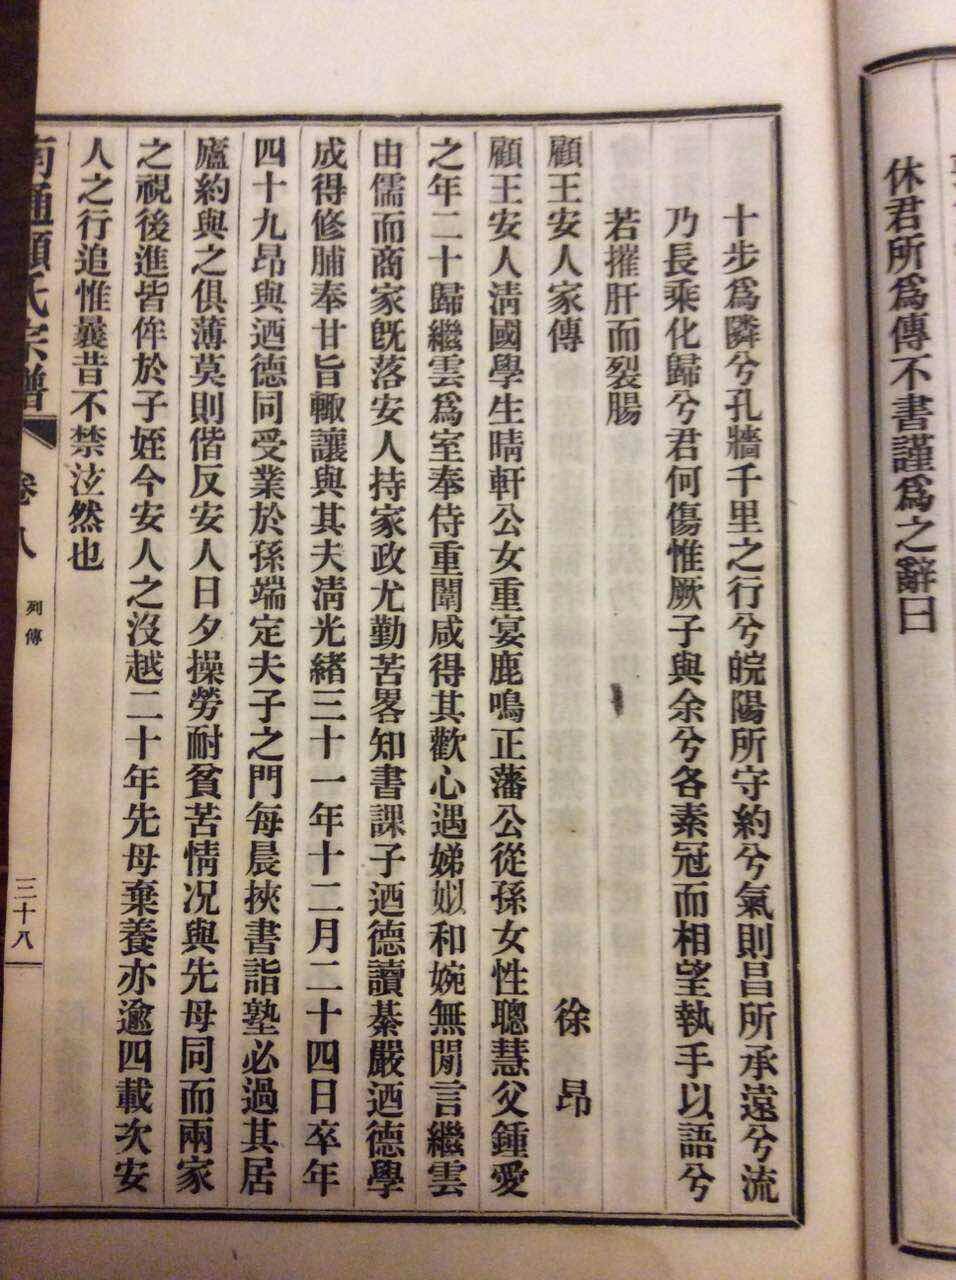 休君所爲傳不書謹爲之辭曰
十步爲隣兮孔牆千里之行兮皖陽所守約兮氣則昌所承遠兮流
乃長乘化歸兮君何傷惟厥子與余兮各素冠而相望執手以語兮
若摧肝而裂腸
顧王安人家傳 徐昂
顧王安人淸國學生晴軒公女重宴鹿鳴正藩公從孫女性聰慧父鍾愛
之年二十歸繼雲爲室奉侍重闈咸得其歡心遇娣姒和婉無閒言繼雲
由儒而商家旣落安人持家政尤勤苦畧知書課子迺德讀綦嚴迺德學
成得修脯奉甘旨輙讓與其夫淸光緒三十一年十二月二十四日卒年
四十九昂與迺德同受業於孫端定夫子之門每晨挾書詣塾必過其居
廬約與之俱薄莫則偕反安人日夕操勞耐貧苦情况與先母同而兩家
之視後進皆侔於子姪今安人之沒越二十年先母棄養亦逾四載次安
人之行追惟曩昔不禁泫然也
南通顧氏宗譜 卷八 列傳 三十八